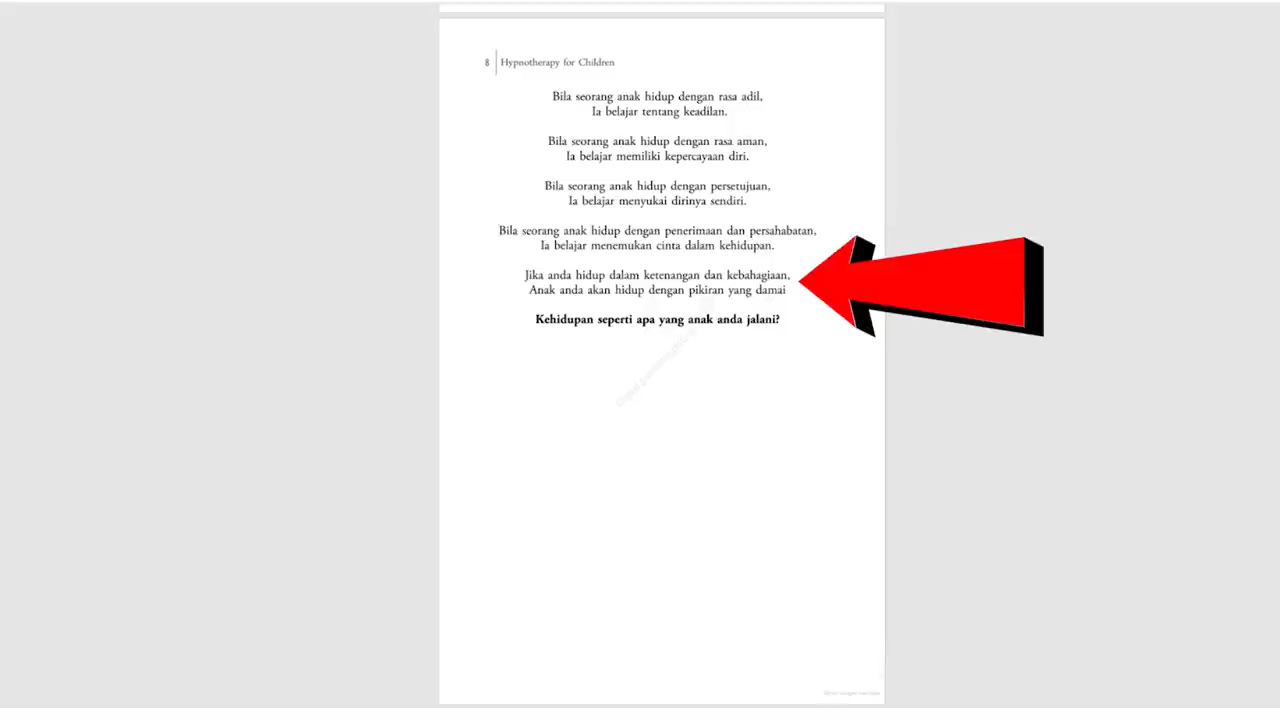 8 Hypnotherapy for Children
Bila seorang anak hidup dengan rasa adil,
Ia belajar tentang keadilan.
Bila seorang anak hidup dengan rasa aman,
Ia belajar memiliki kepercayaan diri.
Bila seorang anak hidup dengan persetujuan,
Ia belajar menyukai dirinya sendiri.
Bila seorang anak hidup dengan penerimaan dan persahabatan,
Ia belajar menemukan cinta dalam kehidupan.
Jika anda hidup dalam ketenangan dan kebahagiaan,
Anak anda akan hidup dengan pikiran yang damai
Kehidupan seperti apa yang anak anda jalani?